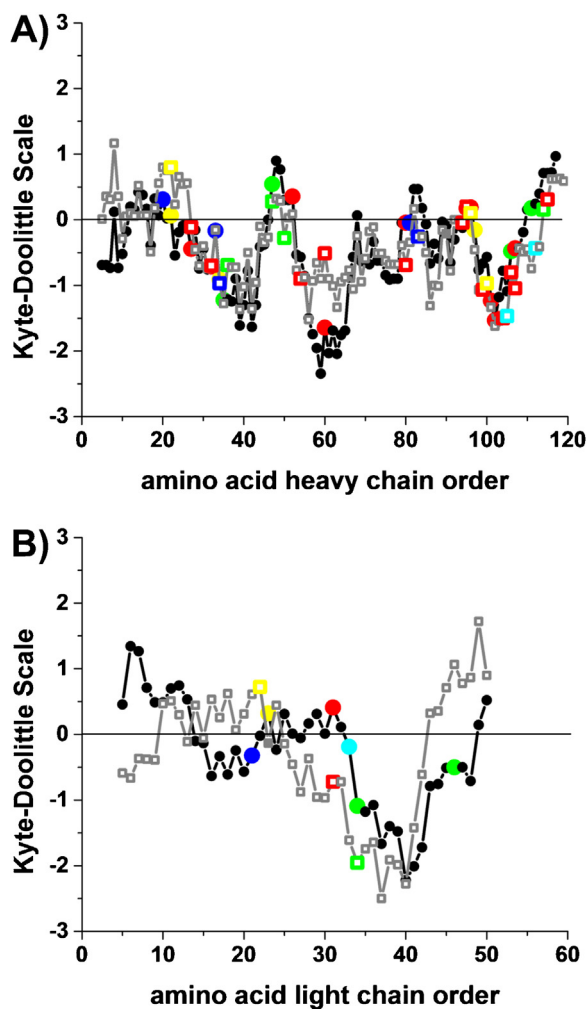 A)
3
2
1
0
-1
-2
-3
Kyte-Doolittle Scale
0 20 40 60 80 100 120
amino acid heavy chain order
B)
3
2
1
0
-1
-2
-3
Kyte-Doolittle Scale
0 10 20 30 40 50 60
amino acid light chain order